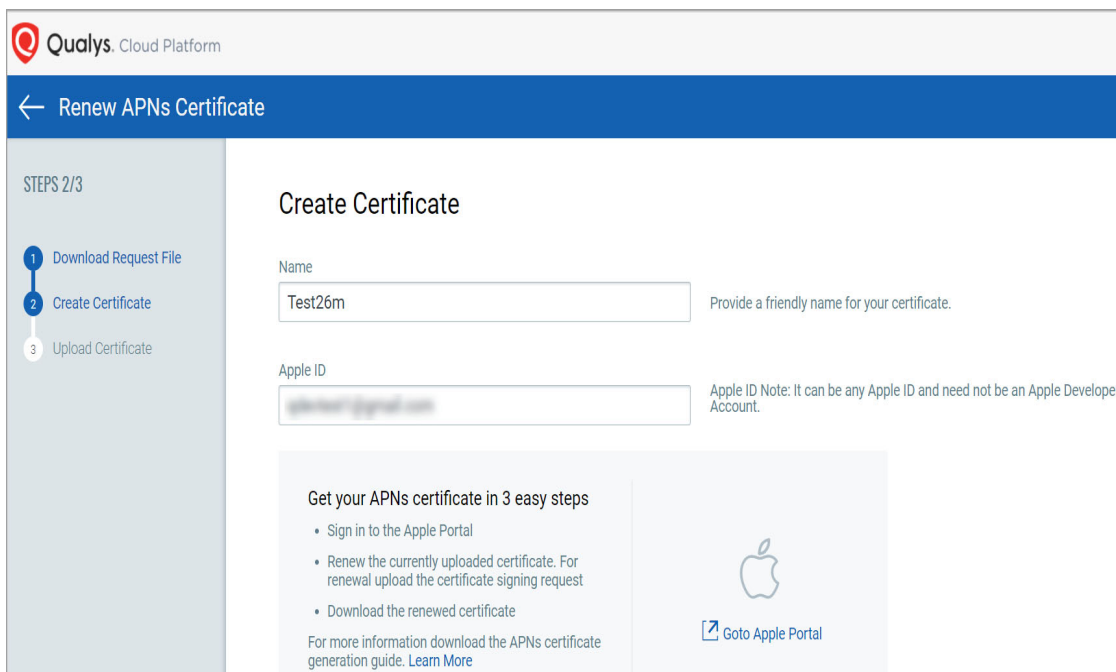 Qualys. Cloud Platform
Renew APNs Certificate
STEPS 2/3
1 Download Request File
2 Create Certificate
3 Upload Certificate
Create Certificate
Name
Test26m
Provide a friendly name for your certificate.
Apple ID
Apple ID Note: It can be any Apple ID and need not be an Apple Develope
Account.
Get your APNs certificate in 3 easy steps
• Sign in to the Apple Portal
• Renew the currently uploaded certificate. For
renewal upload the certificate signing request
• Download the renewed certificate
For more information download the APNs certificate
generation guide. Learn More
Goto Apple Portal